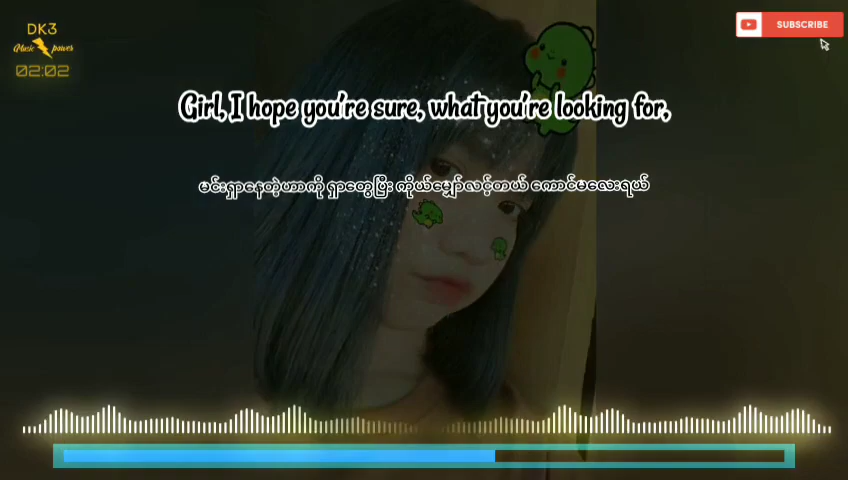 DK3
Music power
02:02
SUBSCRIBE
Girl, I hope you're sure, what you're looking for,
မင်းရှာနေတဲ့ဟာကို ရှာတွေ့ပြီး ကိုယ်မျှော်လင့်တယ် ကောင်မလေးရယ်